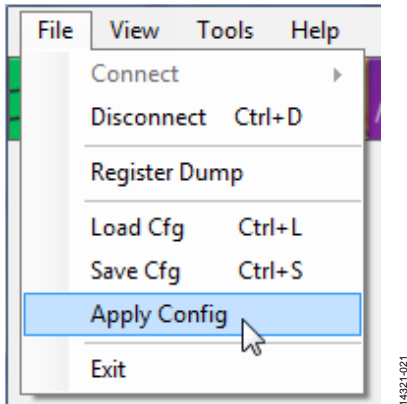 File View Tools Help
Connect
Disconnect Ctrl+D
Register Dump
Load Cfg Ctrl+L
Save Cfg Ctrl+S
Apply Config
Exit
14321-021